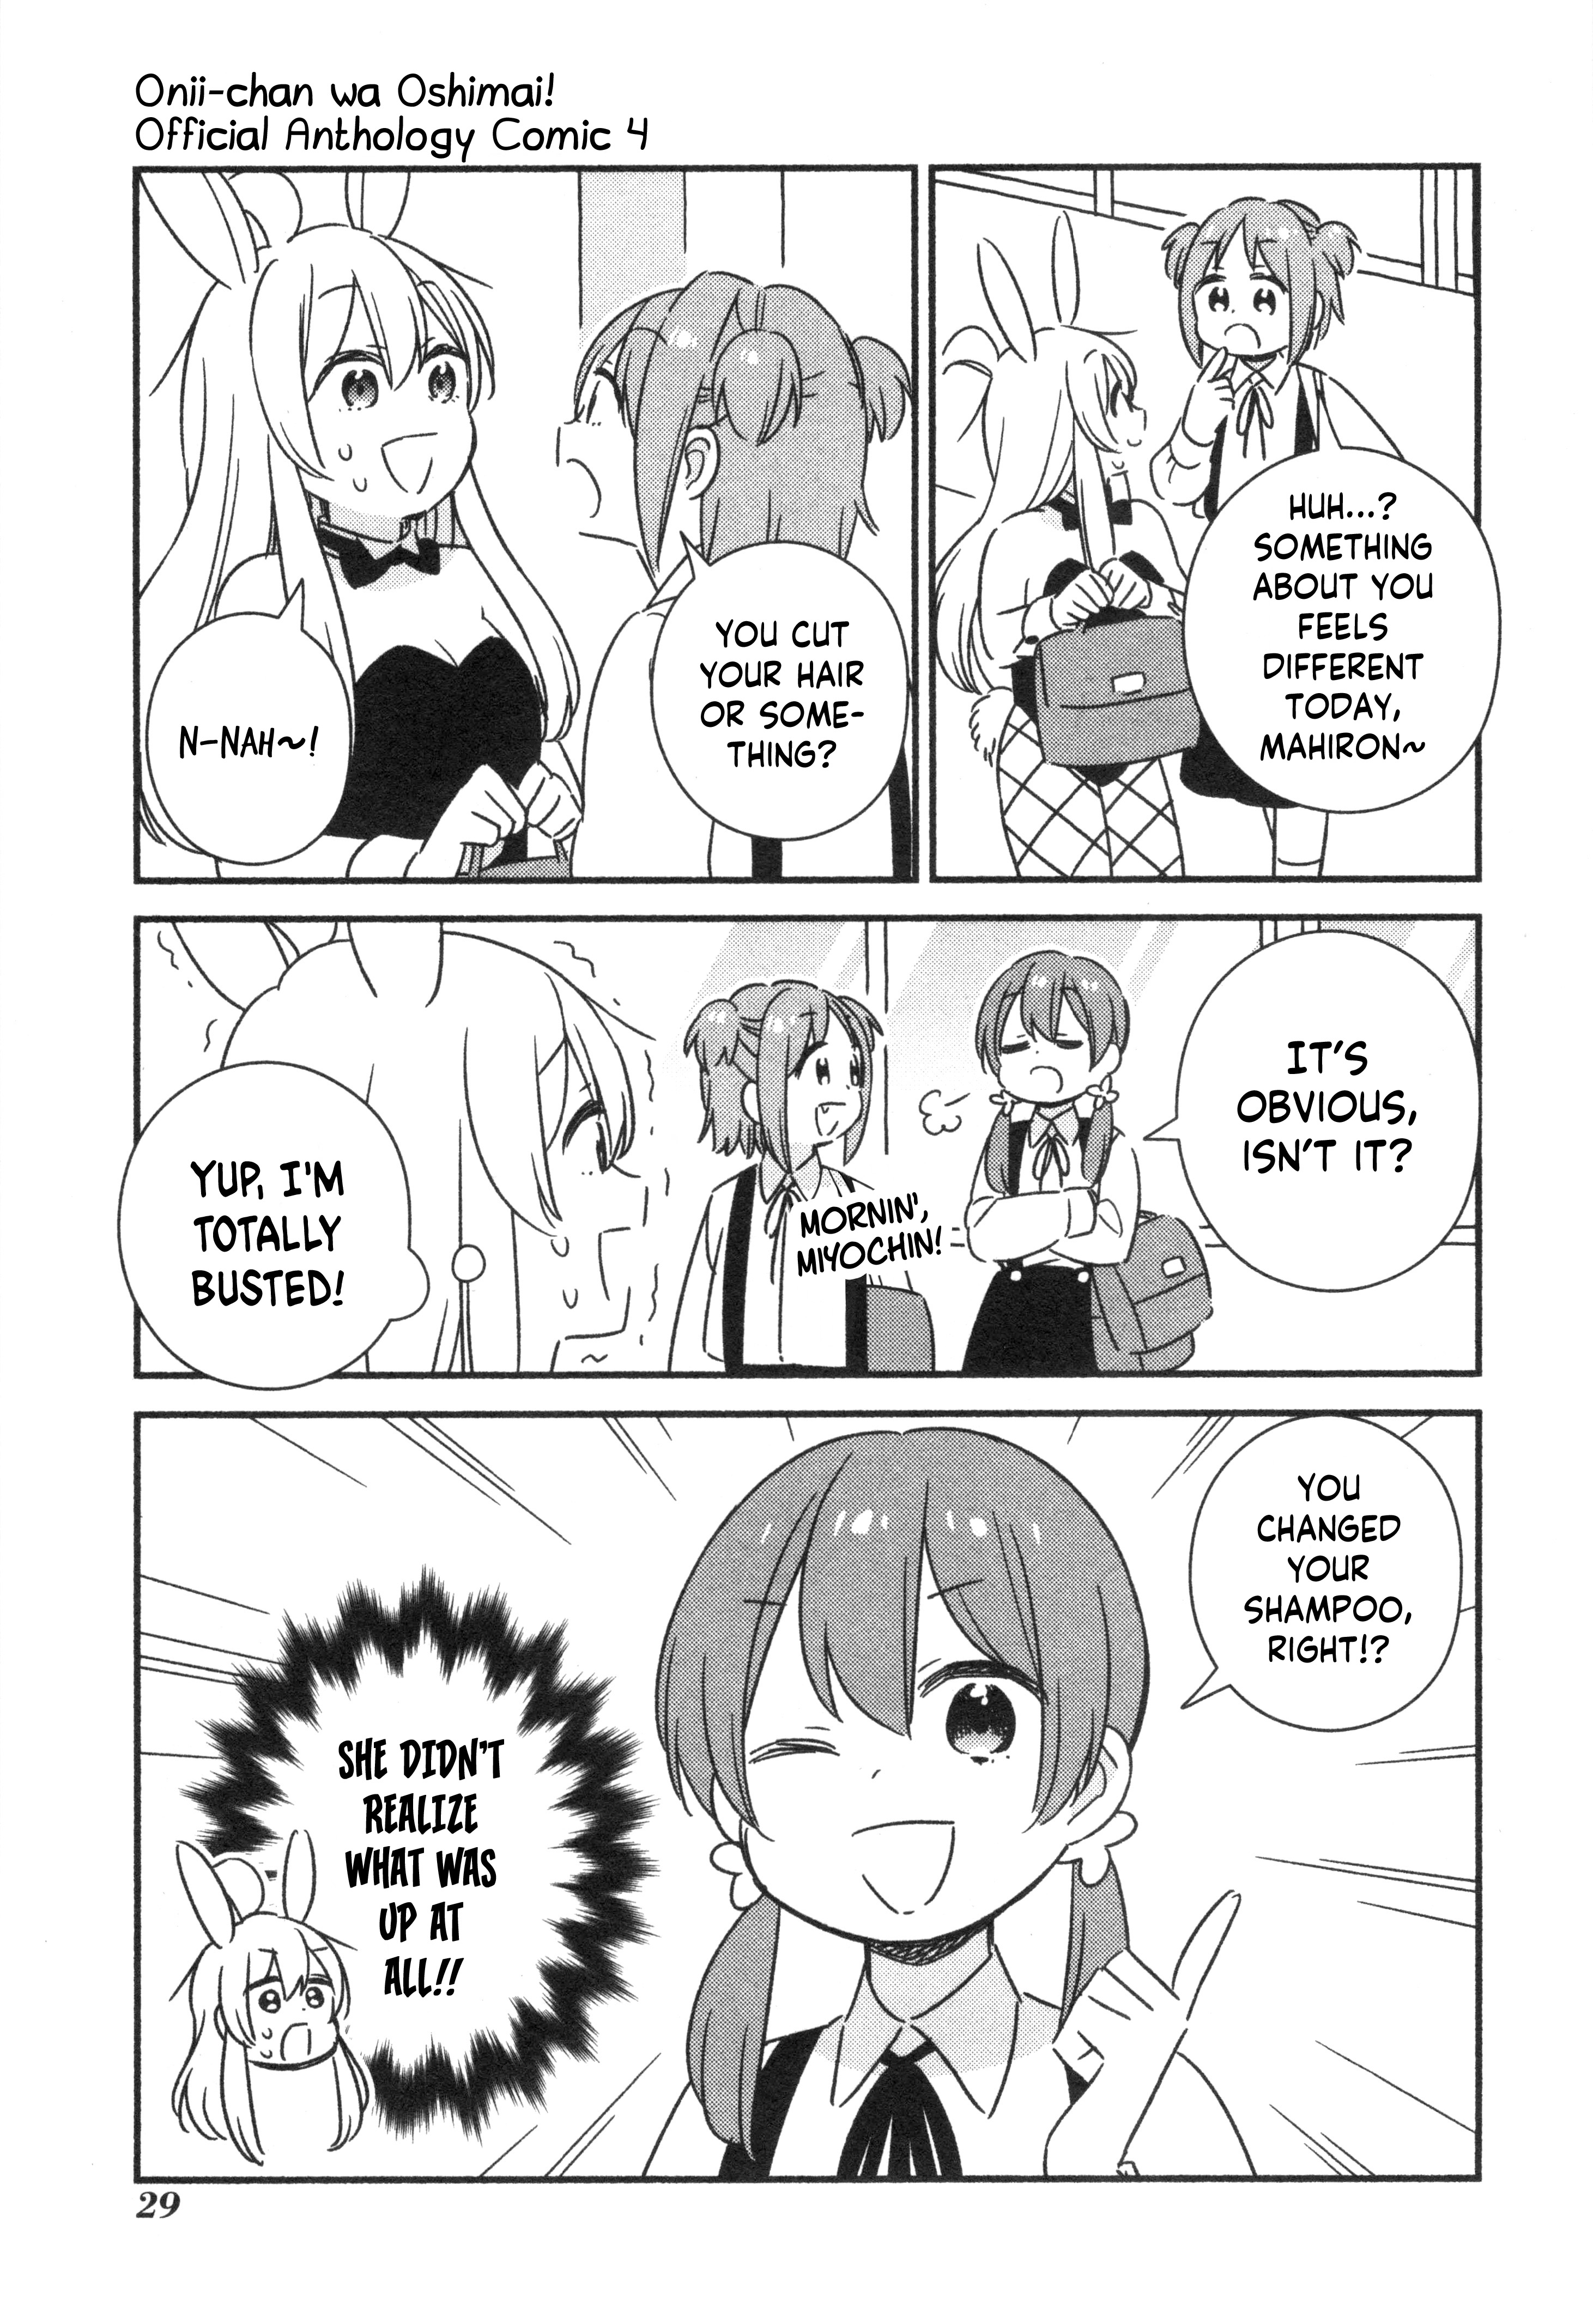 Onii-chan wa Oshimai!
Official Anthology Comic 4
HUH...?
SOMETHING
ABOUT YOU
FEELS
DIFFERENT
TODAY,
MAHIRON~
YOU CUT
YOUR HAIR
OR SOME-
THING?
N-NAH~!
IT'S
OBVIOUS,
ISN'T IT?
MORNIN',
MIYOCHIN!
YUP, I'M
TOTALLY
BUSTED!
YOU
CHANGED
YOUR
SHAMPOO,
RIGHT!?
SHE DIDN'T
REALIZE
WHAT WAS
UP AT
ALL!!
29